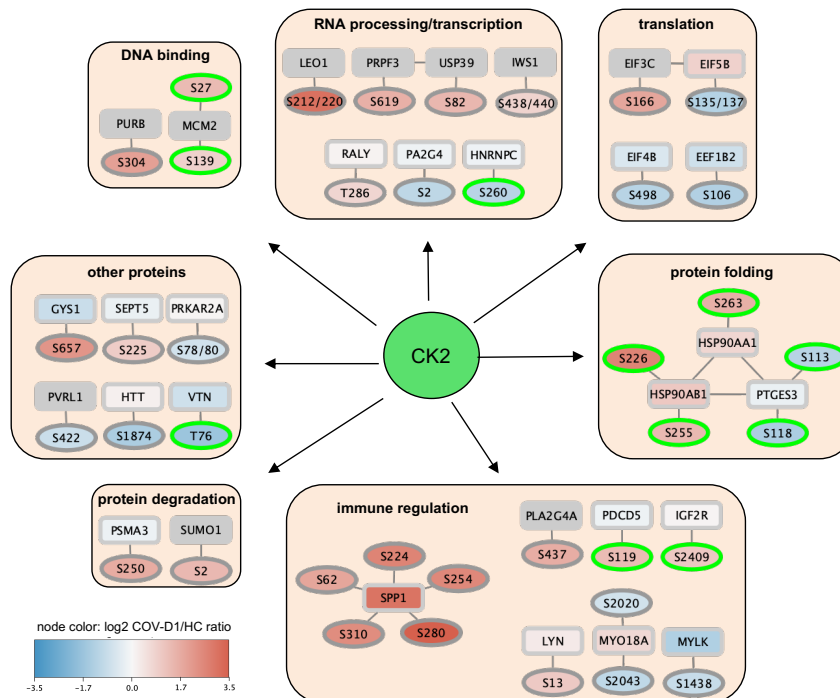 DNA binding
S27
PURB
MCM2
S304
S139
RNA processing/transcription
LEO1
PRPF3
USP39
IWS1
S212/220
S619
S82
S438/440
RALY
PA2G4
HNRNPC
T286
S2
S260
translation
EIF3C
EIF5B
S166
S135/137
EIF4B
EEF1B2
S498
S106
other proteins
GYS1
SEPT5
PRKAR2A
S657
S225
S78/80
PVRL1
HTT
VTN
S422
S1874
T76
CK2
protein folding
S263
HSP90AA1
S226
S113
HSP90AB1
PTGES3
S255
S118
protein degradation
PSMA3
SUMO1
S250
S2
immune regulation
S224
S62
S254
SPP1
S310
S280
PLA2G4A
PDCD5
IGF2R
S437
S119
S2409
S2020
LYN
MYO18A
MYLK
S13
S2043
S1438
node color: log2 COV-D1/HC ratio
-3.5
-1.7
0.0
1.7
3.5